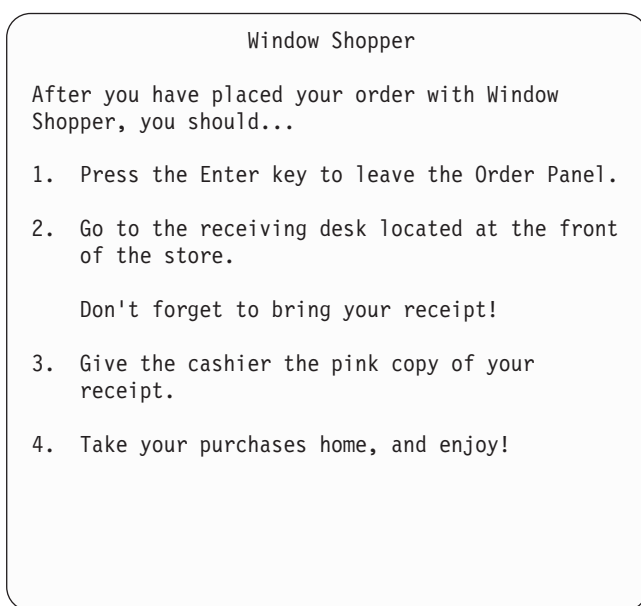 Window Shopper
After you have placed your order with Window
Shopper, you should...
1. Press the Enter key to leave the Order Panel.
2. Go to the receiving desk located at the front
of the store.
Don't forget to bring your receipt!
3. Give the cashier the pink copy of your
receipt.
4. Take your purchases home, and enjoy!